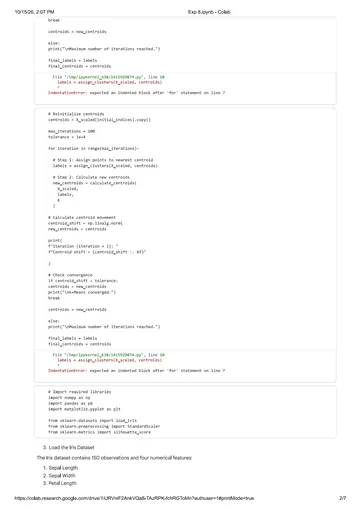 10/15/26, 2:07 PM
Exp 8.ipynb - Colab
break
centroids = new_centroids
else:
print("\nMaximum number of iterations reached.")
final_labels = labels
final_centroids = centroids
labels = assign_clusters(X_scaled, centroids)
^
IndentationError: expected an indented block after 'for' statement on line 7
# Reinitialize centroids
centroids = X_scaled[initial_indices].copy()
max_iterations = 100
tolerance = 1e-4
for iteration in range(max_iterations):
# Step 1: Assign points to nearest centroid
labels = assign_clusters(X_scaled, centroids)
# Step 2: Calculate new centroids
new_centroids = calculate_centroids(
X_scaled,
labels,
K
)
# Calculate centroid movement
centroid_shift = np.linalg.norm(
new_centroids - centroids
print(
f"Iteration {iteration + 1}: "
f"Centroid shift = {centroid_shift :. 6f}"
)
# Check convergence
if centroid_shift < tolerance:
centroids = new_centroids
print("\nK-Means converged.")
break
centroids = new_centroids
else:
print("\nMaximum number of iterations reached.")
final_labels = labels
final_centroids = centroids
labels = assign_clusters(X_scaled, centroids)
^
IndentationError: expected an indented block after 'for' statement on line 7
# Import required libraries
import numpy as np
import pandas as pd
import matplotlib.pyplot as plt
from sklearn.datasets import load_iris
from sklearn.preprocessing import StandardScaler
from sklearn.metrics import silhouette_score
3. Load the Iris Dataset
The Iris dataset contains 150 observations and four numerical features:
1. Sepal Length
2. Sepal Width
3. Petal Length
2/7